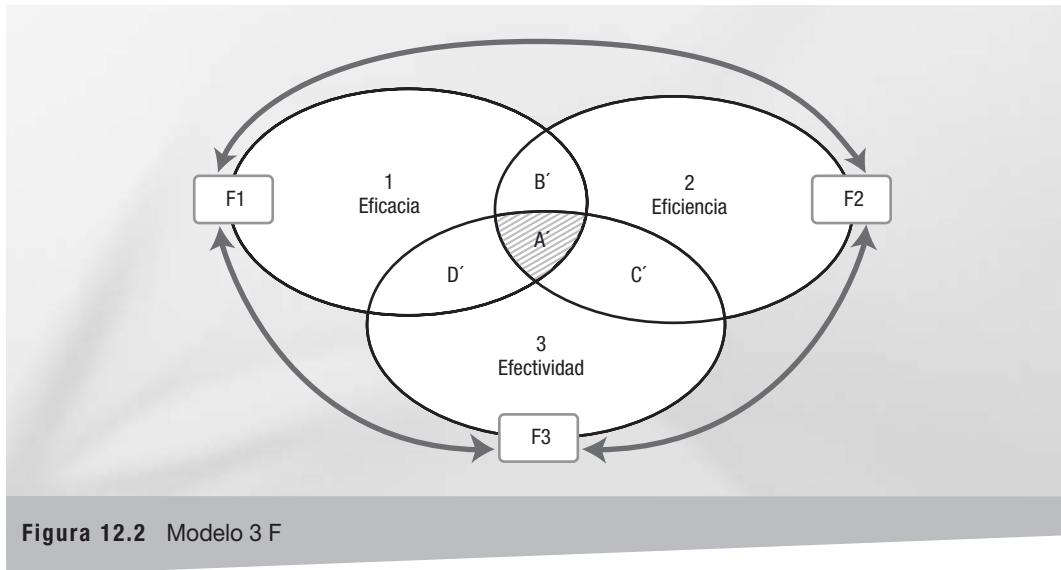 1
Eficacia
B´
2
Eficiencia
F1
F2
A´
D´
C´
3
Efectividad
F3
Figura 12.2 Modelo 3 F